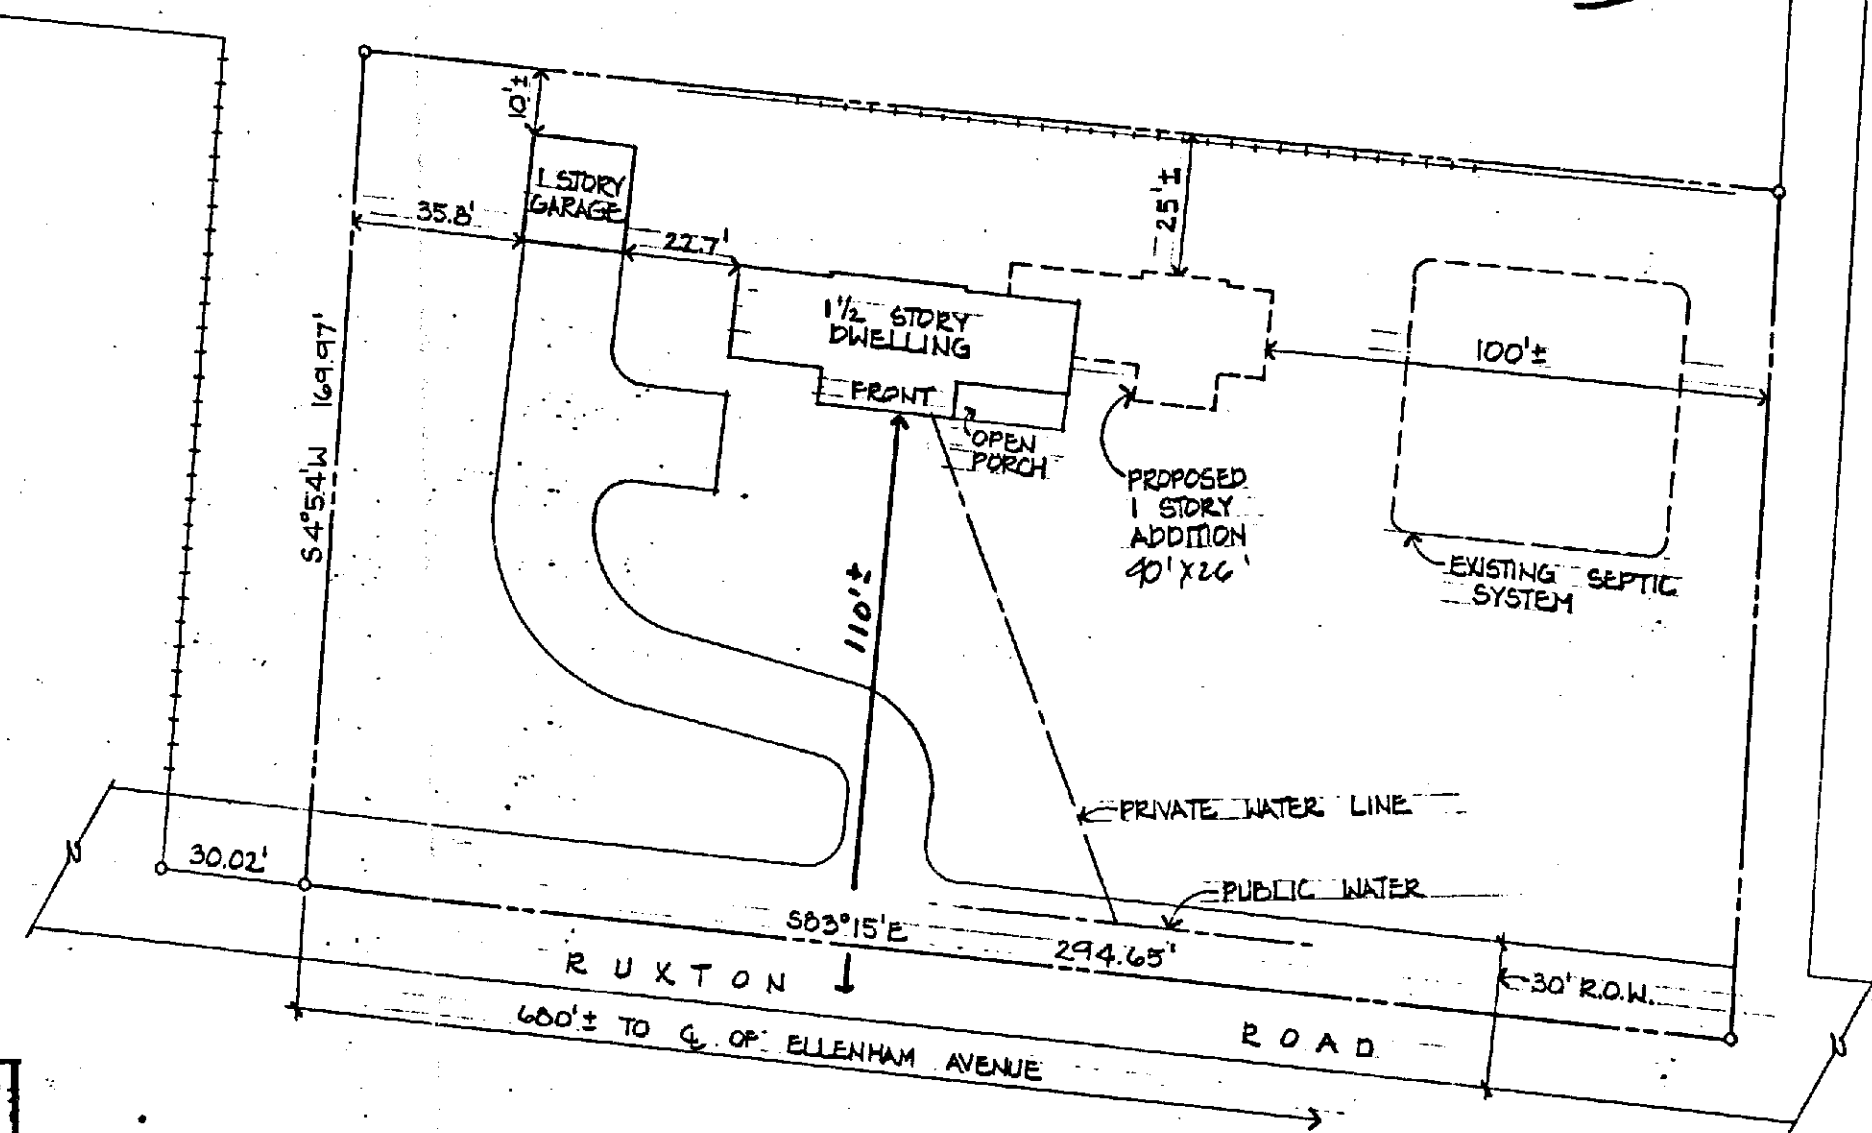 10'±
1 STORY
GARAGE
35.8'
22.7'
25'±
1 1/2 STORY
DWELLING
FRONT
100'±
OPEN
PORCH
S4°54'W 169.97'
PROPOSED
1 STORY
ADDITION
40'X26'
EXISTING SEPTIC
SYSTEM
110'±
PRIVATE WATER LINE
30.02'
PUBLIC WATER
S83°15'E
294.65'
RUXTON ROAD
30' R.O.W.
680'± TO ℄ OF ELLENHAM AVENUE
N
N